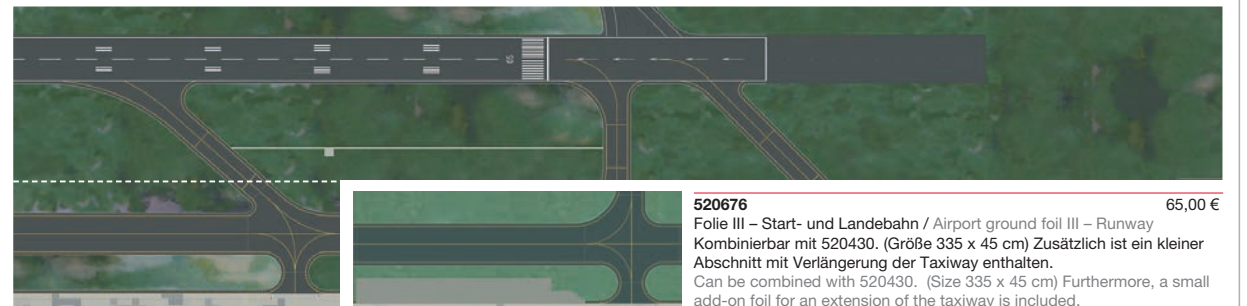 520676 65,00 €
Folie III – Start- und Landebahn / Airport ground foil III – Runway
Kombinierbar mit 520430. (Größe 335 x 45 cm) Zusätzlich ist ein kleiner
Abschnitt mit Verlängerung der Taxiway enthalten.
Can be combined with 520430. (Size 335 x 45 cm) Furthermore, a small
add-on foil for an extension of the taxiway is included.